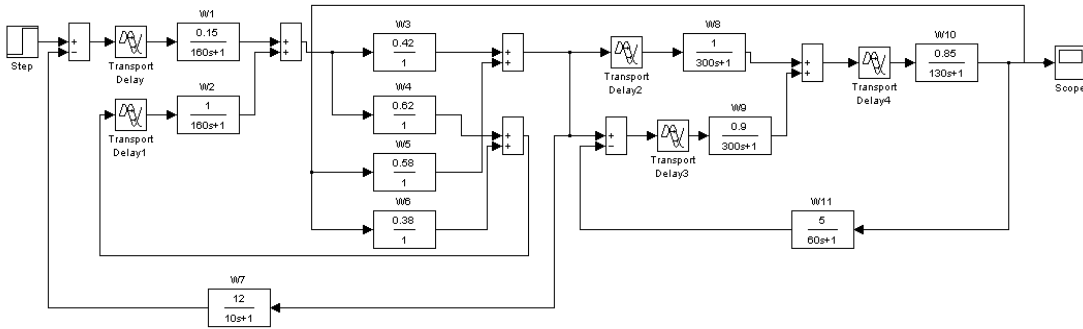 W1
0.15
160s+1
Step
Transport
Delay
W2
1
160s+1
Transport
Delay1
W3
0.42
1
W4
0.62
1
W5
0.58
1
W6
0.38
1
W7
12
10s+1
W8
1
300s+1
Transport
Delay2
W9
0.9
300s+1
Transport
Delay3
W10
0.85
130s+1
Transport
Delay4
Scope
W11
5
60s+1